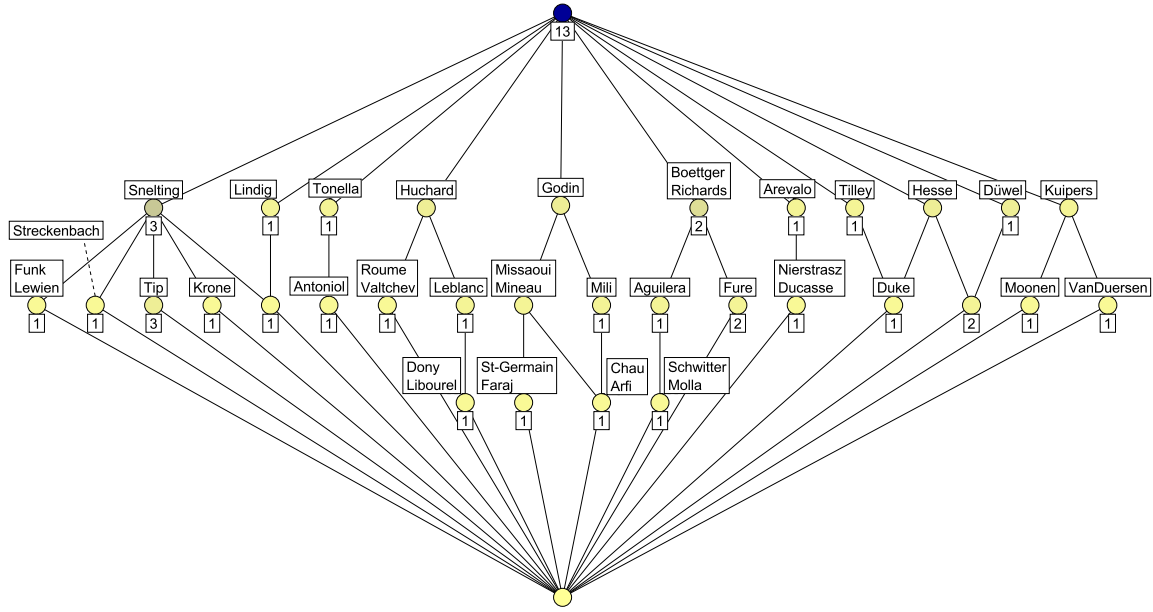 13
Snelting
Lindig
Tonella
Huchard
Godin
Boettger
Richards
Arevalo
Tilley
Hesse
Düwel
Kuipers
3
1
1
2
1
1
1
Streckenbach
Funk
Lewien
Tip
Krone
Antoniol
Roume
Valtchev
Leblanc
Missaoui
Mineau
Mili
Aguilera
Fure
Nierstrasz
Ducasse
Duke
Moonen
VanDuersen
1
1
3
1
1
1
1
1
1
1
2
1
1
2
1
1
Dony
Libourel
St-Germain
Faraj
Chau
Arfi
Schwitter
Molla
1
1
1
1